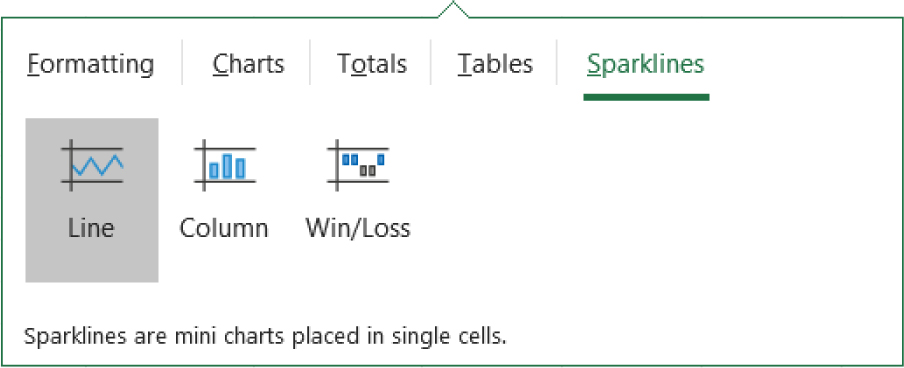 Formatting Charts Totals Tables Sparklines
Line Column Win/Loss
Sparklines are mini charts placed in single cells.